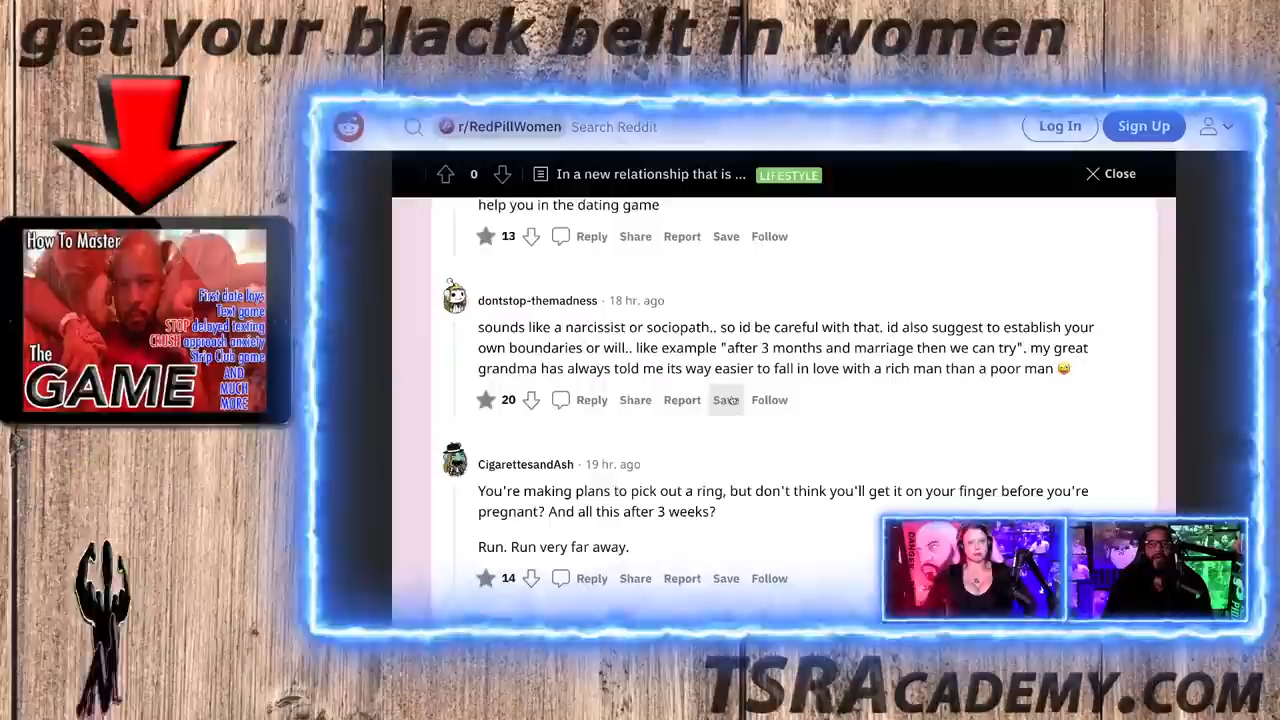 get your black belt in women
r/RedPillWomen Search Reddit Log In Sign Up
0 In a new relationship that is ... LIFESTYLE Close
help you in the dating game
13 Reply Share Report Save Follow
dontstop-themadness · 18 hr. ago
sounds like a narcissist or sociopath.. so id be careful with that. id also suggest to establish your
own boundaries or will.. like example "after 3 months and marriage then we can try". my great
grandma has always told me its way easier to fall in love with a rich man than a poor man 😜
20 Reply Share Report Save Follow
CigarettesandAsh · 19 hr. ago
You're making plans to pick out a ring, but don't think you'll get it on your finger before you're
pregnant? And all this after 3 weeks?
Run. Run very far away.
14 Reply Share Report Save Follow
How To Master
First date lays
Text game
STOP delayed texting
CRUSH approach anxiety
Strip Club game
AND
MUCH
MORE
The
GAME
TSRACADEMY.COM